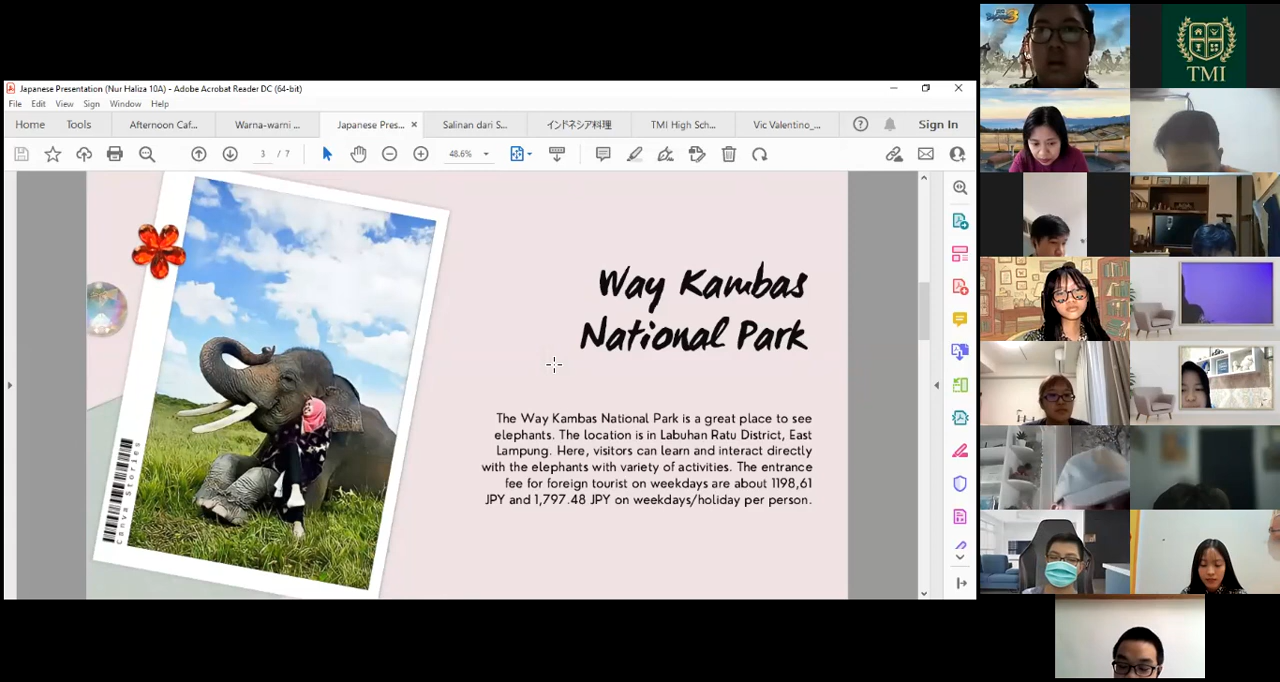 Japanese Presentation (Nur Haliza 10A) - Adobe Acrobat Reader DC (64-bit)
File Edit View Sign Window Help
Home Tools Afternoon Caf... Warna-warni ... Japanese Pres... Salinan dari S... インドネシア料理 TMI High Sch... Vic Valentino_... Sign In
3 / 7 48.6%
Way Kambas
National Park
The Way Kambas National Park is a great place to see
elephants. The location is in Labuhan Ratu District, East
Lampung. Here, visitors can learn and interact directly
with the elephants with variety of activities. The entrance
fee for foreign tourist on weekdays are about 1198,61
JPY and 1,797.48 JPY on weekdays/holiday per person.
Canva Stories
TMI